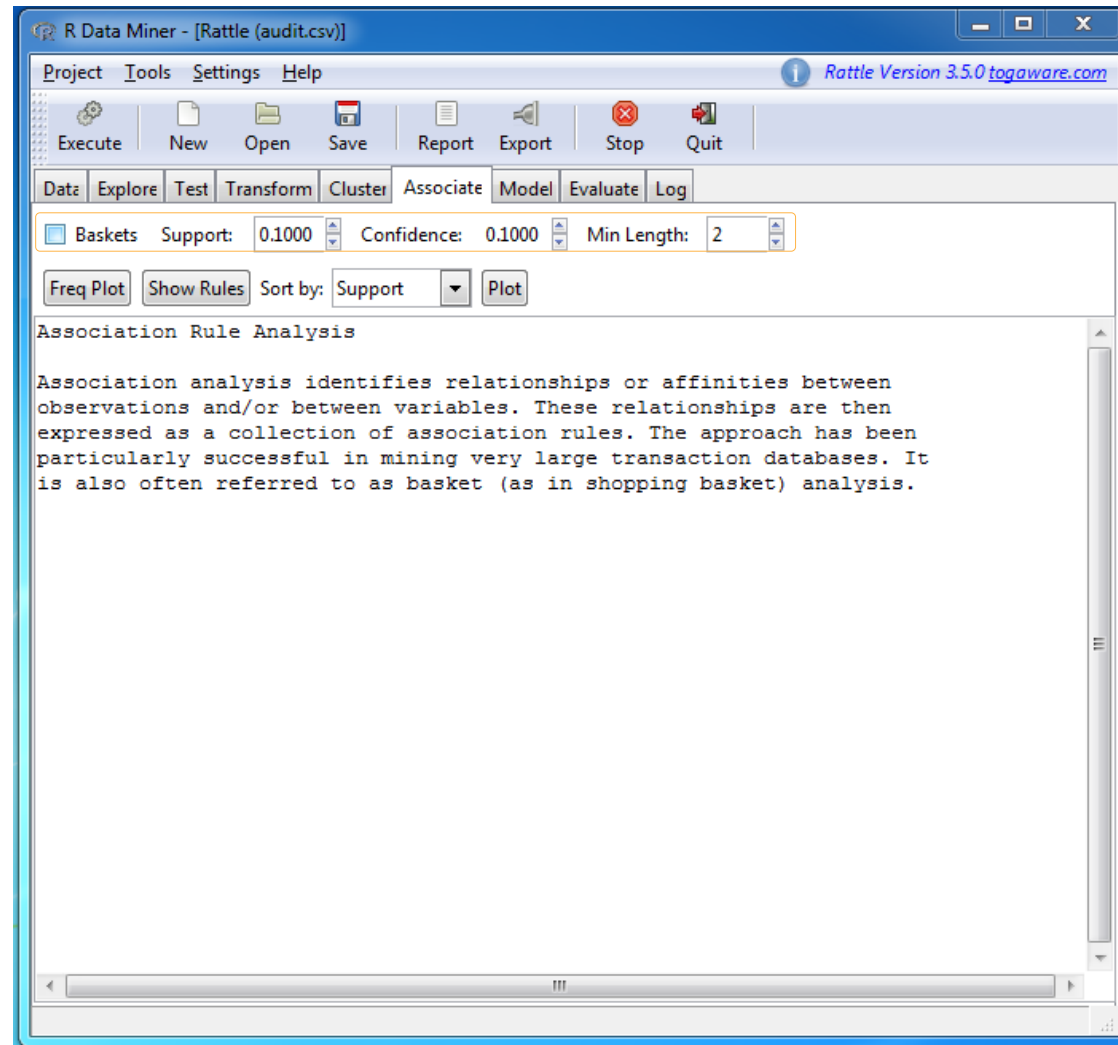 R Data Miner - [Rattle (audit.csv)]
Project Tools Settings Help Rattle Version 3.5.0 togaware.com
Execute New Open Save Report Export Stop Quit
Data Explore Test Transform Cluster Associate Model Evaluate Log
Baskets Support: 0.1000 Confidence: 0.1000 Min Length: 2
Freq Plot Show Rules Sort by: Support Plot
Association Rule Analysis
Association analysis identifies relationships or affinities between
observations and/or between variables. These relationships are then
expressed as a collection of association rules. The approach has been
particularly successful in mining very large transaction databases. It
is also often referred to as basket (as in shopping basket) analysis.